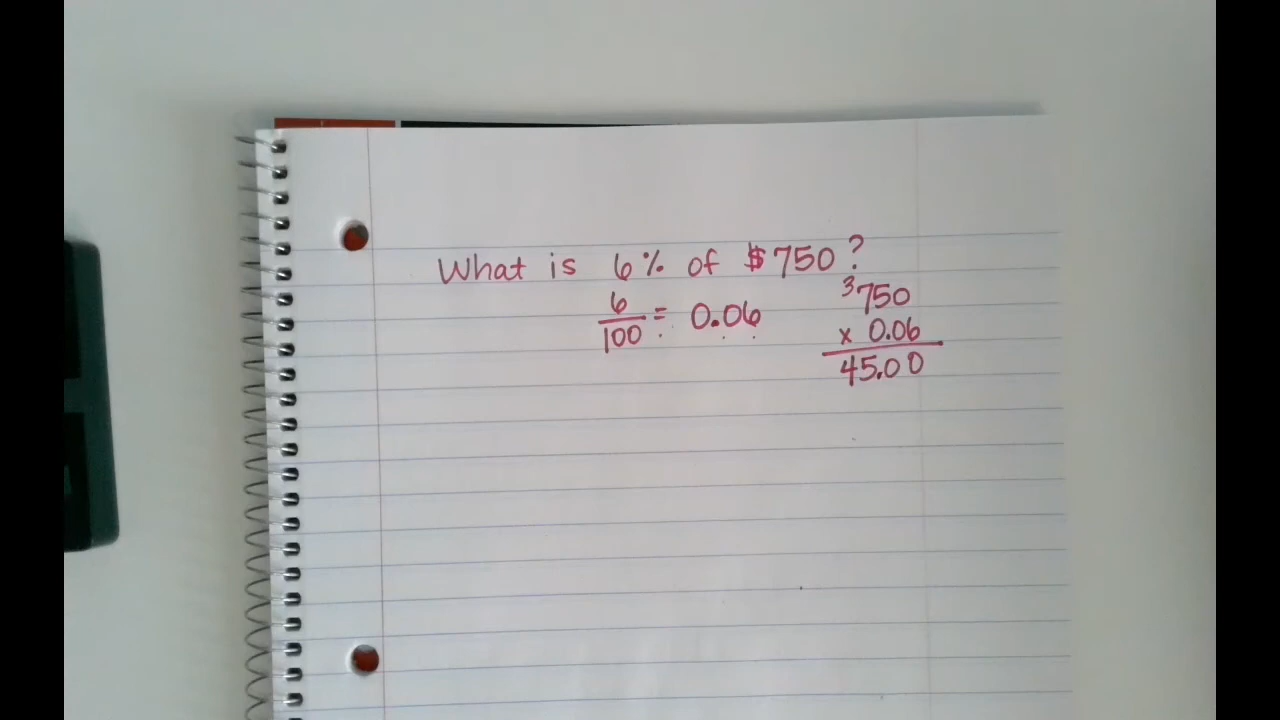 What is 6% of $750?
6/100 = 0.06
3
750
x 0.06
45.00